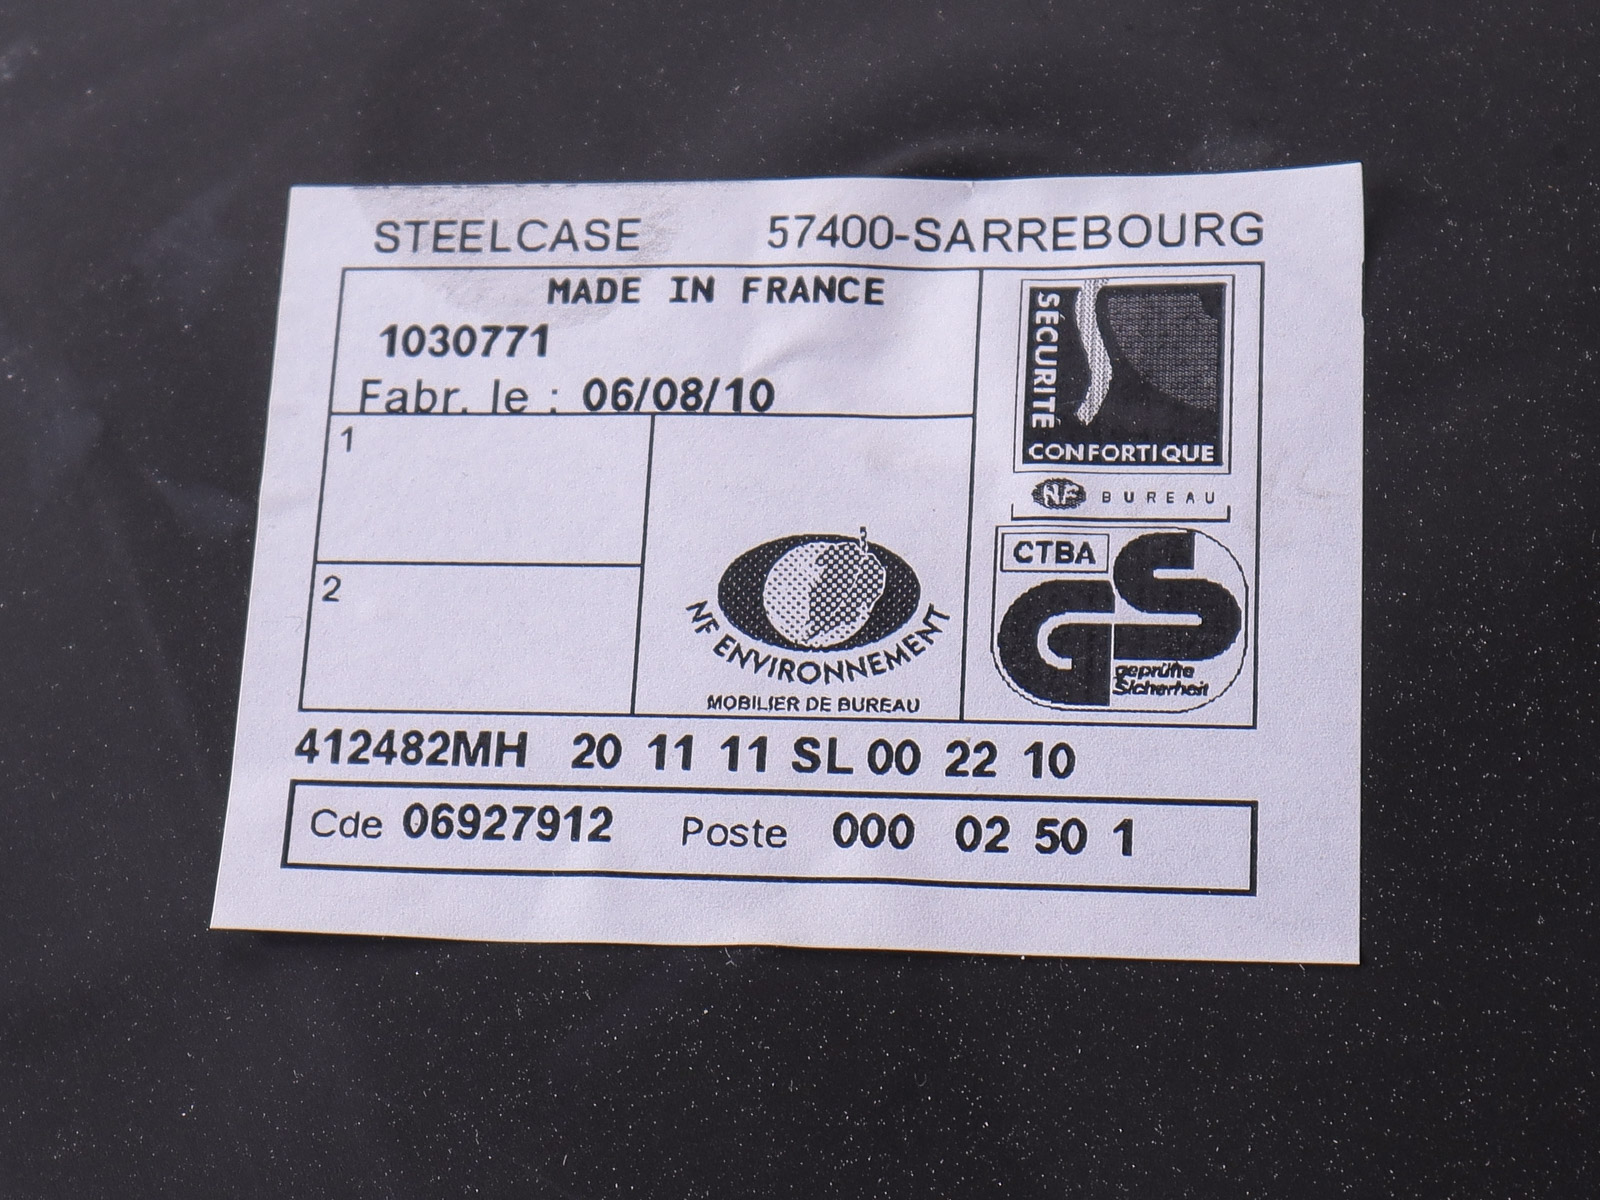 STEELCASE 57400-SARREBOURG
MADE IN FRANCE
1030771
Fabr. le : 06/08/10
1
2
NF ENVIRONNEMENT
MOBILIER DE BUREAU
SÉCURITÉ
CONFORTIQUE
NF BUREAU
CTBA
GS
geprüfte
Sicherheit
412482MH 20 11 11 SL 00 22 10
Cde 06927912 Poste 000 02 50 1